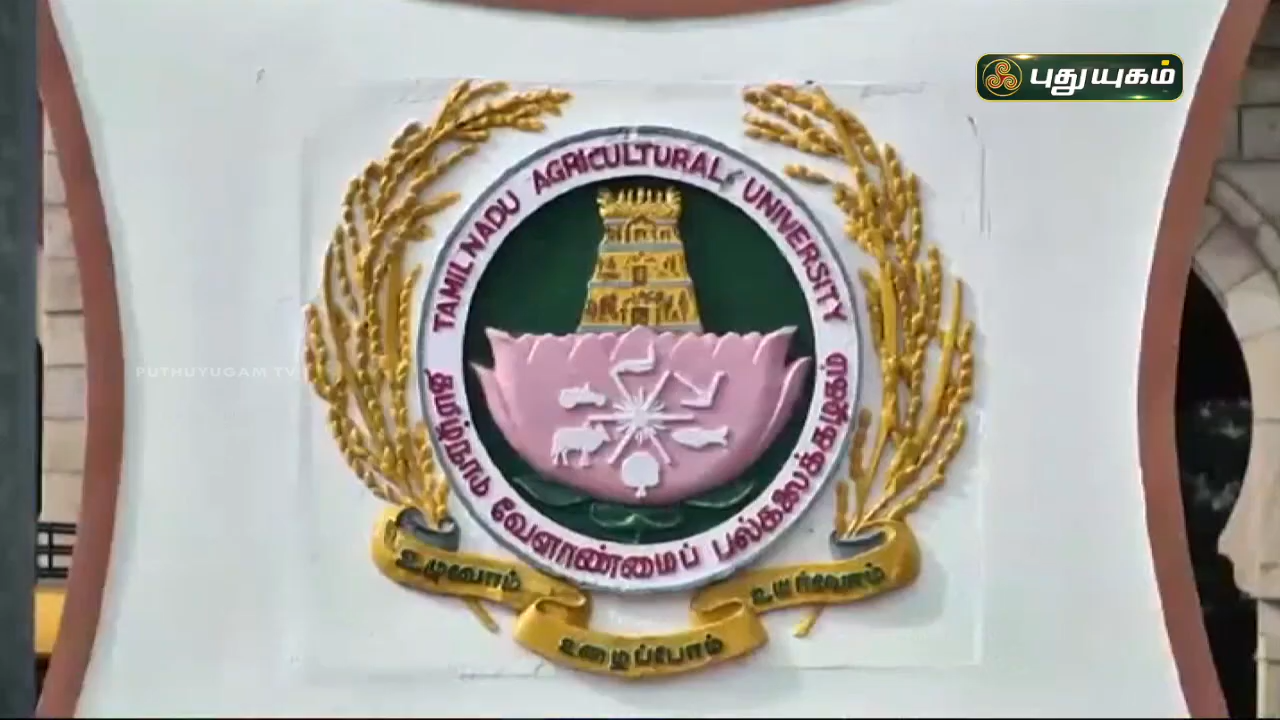 புதுயுகம்
TAMIL NADU AGRICULTURAL UNIVERSITY
PUTHUYUGAM TV
தமிழ்நாடு வேளாண்மைப் பல்கலைக்கழகம்
உழுவோம்
உழைப்போம்
உயர்வோம்